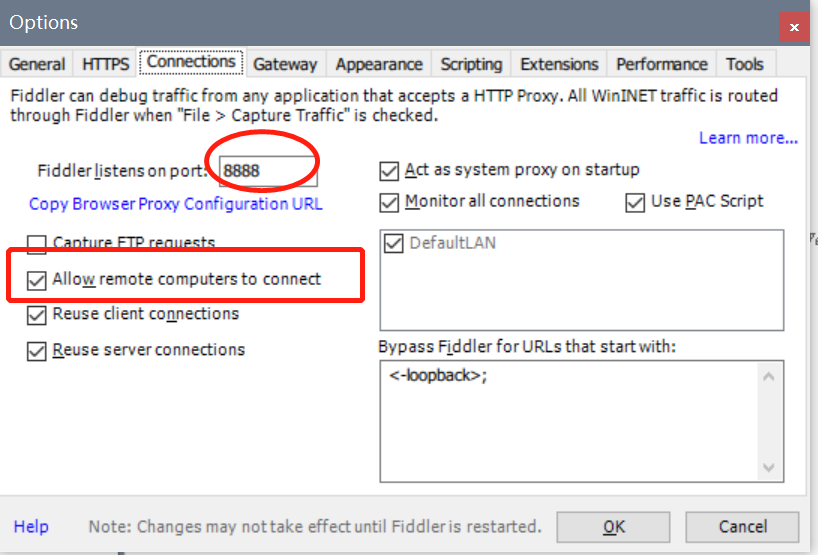 Options
General HTTPS Connections Gateway Appearance Scripting Extensions Performance Tools
Fiddler can debug traffic from any application that accepts a HTTP Proxy. All WinINET traffic is routed
through Fiddler when "File > Capture Traffic" is checked.
Learn more...
Fiddler listens on port: 8888
Copy Browser Proxy Configuration URL
Capture FTP requests
Allow remote computers to connect
Reuse client connections
Reuse server connections
Act as system proxy on startup
Monitor all connections Use PAC Script
DefaultLAN
Bypass Fiddler for URLs that start with:
<-loopback>;
Help Note: Changes may not take effect until Fiddler is restarted. OK Cancel